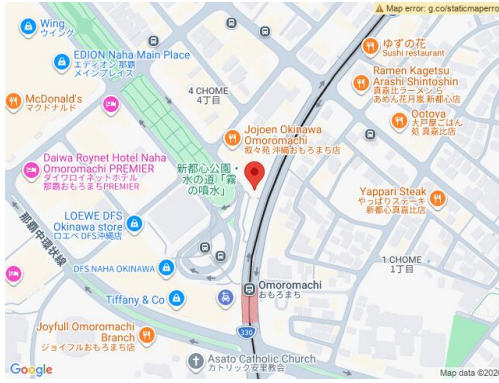 Map error: g.co/staticmaperro
Wing
ウイング
EDION Naha Main Place
エディオン 那覇
メインプレイス
McDonald's
マクドナルド
4 CHOME
4丁目
ゆずの花
Sushi restaurant
Ramen Kagetsu
Arashi Shintoshin
真嘉比ラーメン ら
あめん花月嵐 新都心店
Ootoya
大戸屋ごはん
処 真嘉比店
Jojoen Okinawa
Omoromachi
叙々苑 沖縄おもろまち店
Daiwa Roynet Hotel Naha
Omoromachi PREMIER
ダイワロイネットホテル
那覇おもろまちPREMIER
新都心公園・
水の道「霧
の噴水」
Yappari Steak
やっぱりステーキ
新都心真嘉比店
LOEWE DFS
Okinawa store
ロエベ DFS沖縄店
那覇中環状線
DFS NAHA OKINAWA
1 CHOME
1丁目
Tiffany & Co
Omoromachi
おもろまち
Joyfull Omoromachi
Branch
ジョイフルおもろまち店
330
Asato Catholic Church
カトリック安里教会
Google
Map data ©202